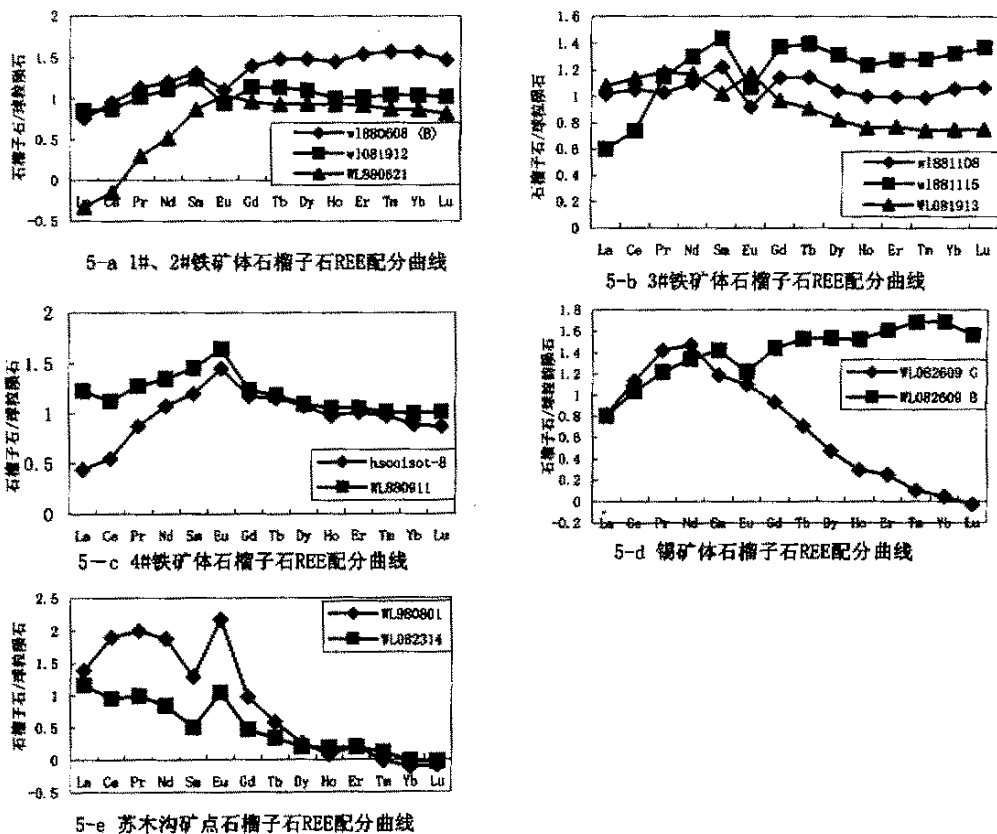 石榴子石/球粒陨石
2
1.5
1
0.5
0
-0.5
La Ce Pr Nd Sm Eu Gd Tb Dy Ho Er Tm Yb Lu
wl880608 (B)
wl081912
WL880621
5-a 1#、2#铁矿体石榴子石REE配分曲线
石榴子石/球粒陨石
1.6
1.4
1.2
1
0.8
0.6
0.4
0.2
0
La Ce Pr Nd Sm Eu Gd Tb Dy Ho Er Tm Yb Lu
wl881108
wl881115
WL081913
5-b 3#铁矿体石榴子石REE配分曲线
石榴子石/球粒陨石
2
1.5
1
0.5
0
La Ce Pr Nd Sm Eu Gd Tb Dy Ho Er Tm Yb Lu
WL880911
5-c 4#铁矿体石榴子石REE配分曲线
石榴子石/球粒陨石
1.8
1.6
1.4
1.2
1
0.8
0.6
0.4
0.2
0
-0.2
La Ce Pr Nd Sm Eu Gd Tb Dy Ho Er Tm Yb Lu
WL082609 G
WL082609 B
5-d 锡矿体石榴子石REE配分曲线
石榴子石/球粒陨石
2.5
2
1.5
1
0.5
0
-0.5
La Ce Pr Nd Sm Eu Gd Tb Dy Ho Er Tm Yb Lu
WL980801
WL082314
5-e 苏木沟矿点石榴子石REE配分曲线